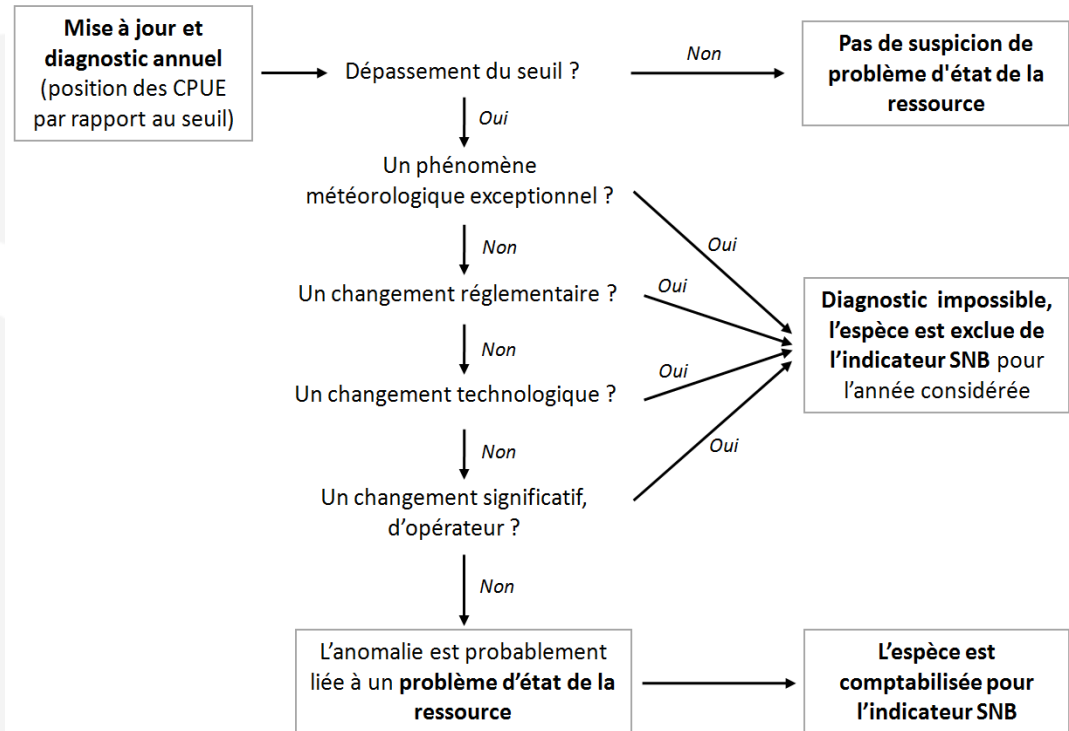 Mise à jour et
diagnostic annuel
(position des CPUE
par rapport au seuil)
Dépassement du seuil ?
Non
Pas de suspicion de
problème d'état de la
ressource
Oui
Un phénomène
météorologique exceptionnel ?
Oui
Non
Un changement réglementaire ?
Oui
Diagnostic impossible,
l'espèce est exclue de
l'indicateur SNB pour
l'année considérée
Non
Un changement technologique ?
Oui
Non
Oui
Un changement significatif,
d'opérateur ?
Non
L'anomalie est probablement
liée à un problème d'état de la
ressource
L'espèce est
comptabilisée pour
l'indicateur SNB